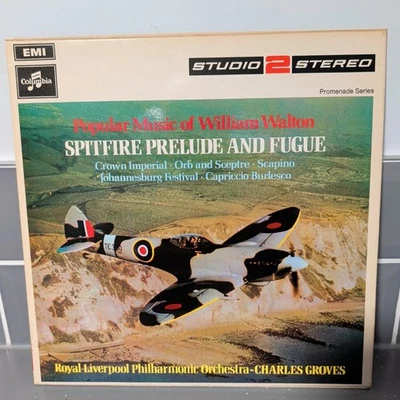 EMI
STUDIO 2 STEREO
Columbia
Promenade Series
Popular Music of William Walton
SPITFIRE PRELUDE AND FUGUE
Crown Imperial · Orb and Sceptre · Scapino
Johannesburg Festival · Capriccio Burlesco
Royal Liverpool Philharmonic Orchestra-CHARLES GROVES